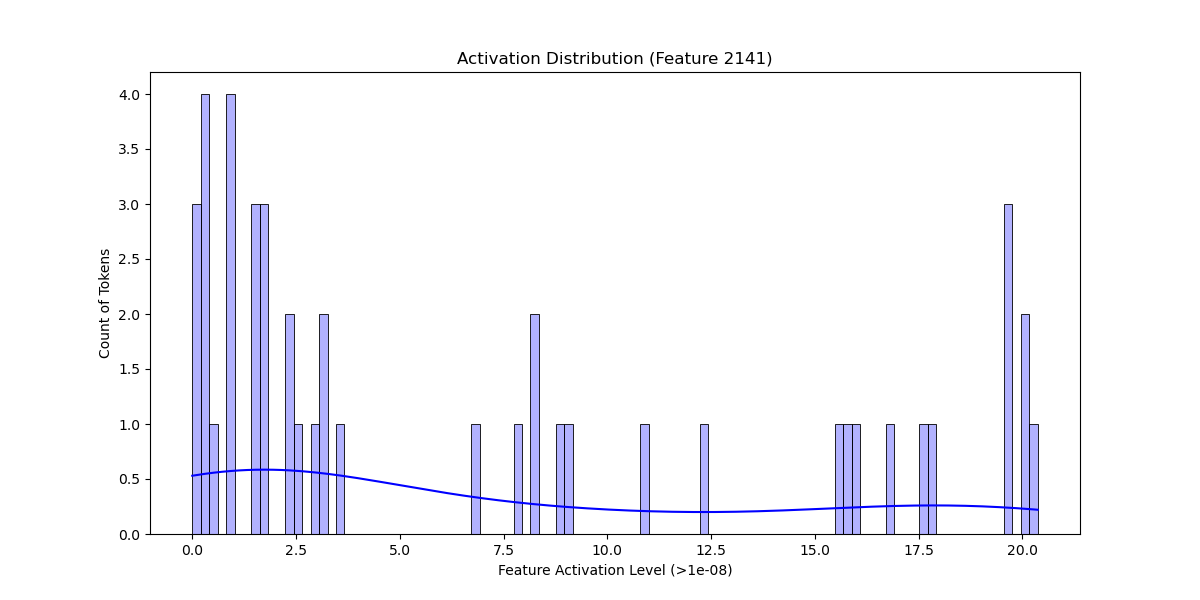 Activation Distribution (Feature 2141)
4.0
3.5
3.0
2.5
2.0
1.5
1.0
0.5
0.0
Count of Tokens
0.0 2.5 5.0 7.5 10.0 12.5 15.0 17.5 20.0
Feature Activation Level (>1e-08)